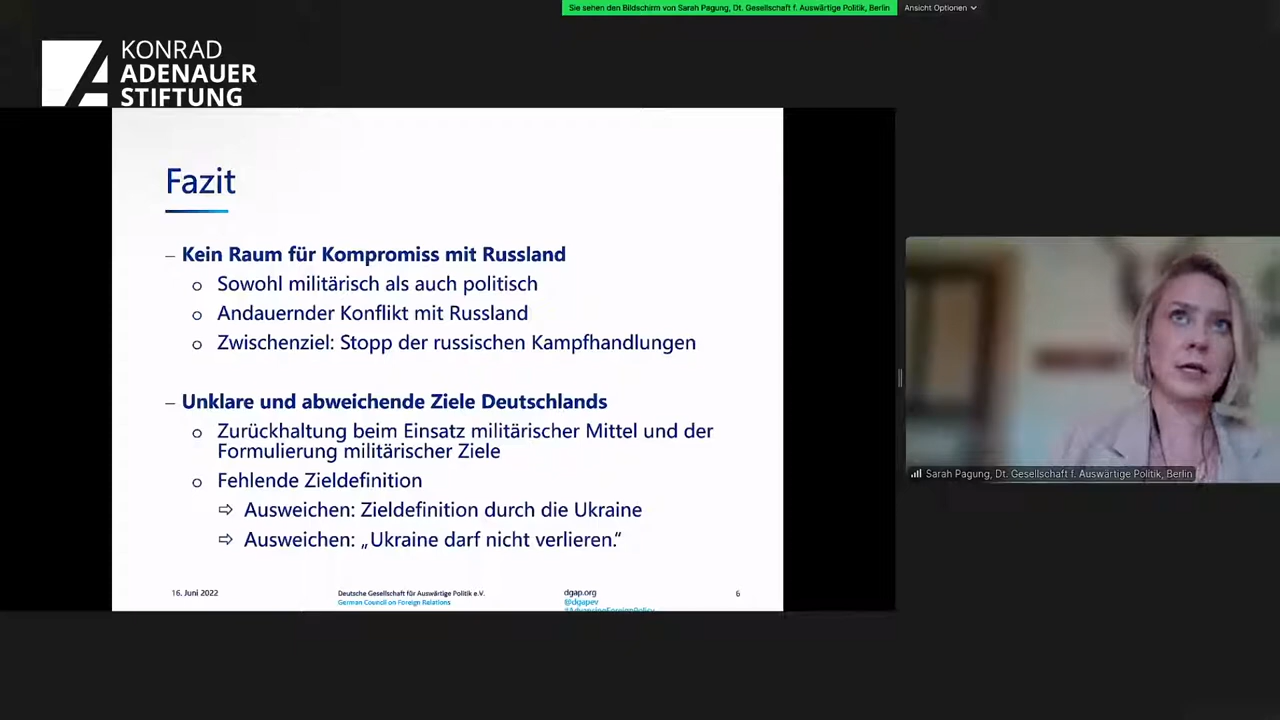 Sie sehen den Bildschirm von Sarah Pagung, Dt. Gesellschaft f. Auswärtige Politik, Berlin
Ansicht Optionen
KONRAD
ADENAUER
STIFTUNG
Fazit
– Kein Raum für Kompromiss mit Russland
o Sowohl militärisch als auch politisch
o Andauernder Konflikt mit Russland
o Zwischenziel: Stopp der russischen Kampfhandlungen
– Unklare und abweichende Ziele Deutschlands
o Zurückhaltung beim Einsatz militärischer Mittel und der
Formulierung militärischer Ziele
o Fehlende Zieldefinition
⇨ Ausweichen: Zieldefinition durch die Ukraine
⇨ Ausweichen: „Ukraine darf nicht verlieren.“
Sarah Pagung, Dt. Gesellschaft f. Auswärtige Politik, Berlin
16. Juni 2022
Deutsche Gesellschaft für Auswärtige Politik e.V.
German Council on Foreign Relations
dgap.org
@dgapev
#AdvancingForeignPolicy
6